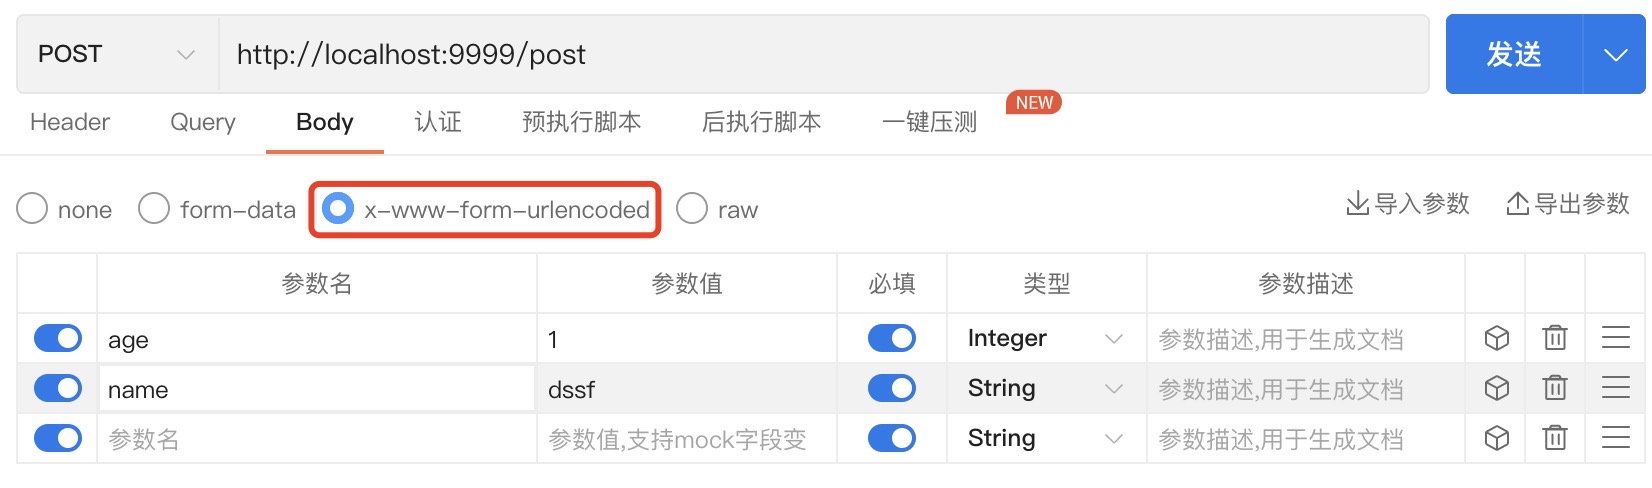 POST http://localhost:9999/post 发送
NEW
Header Query Body 认证 预执行脚本 后执行脚本 一键压测
none form-data x-www-form-urlencoded raw 导入参数 导出参数
参数名 参数值 必填 类型 参数描述
age 1 Integer 参数描述,用于生成文档
name dssf String 参数描述,用于生成文档
参数名 参数值,支持mock字段变 String 参数描述,用于生成文档